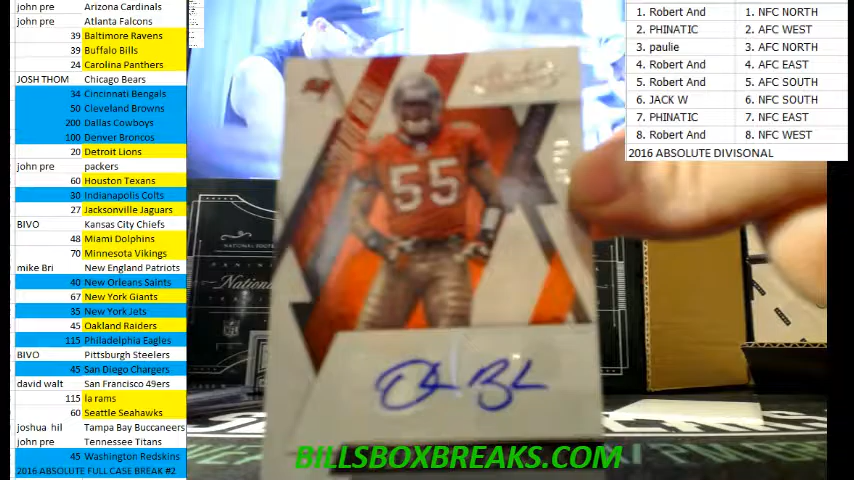 john pre Arizona Cardinals
john pre Atlanta Falcons
39 Baltimore Ravens
39 Buffalo Bills
24 Carolina Panthers
JOSH THOM Chicago Bears
34 Cincinnati Bengals
50 Cleveland Browns
200 Dallas Cowboys
100 Denver Broncos
20 Detroit Lions
john pre packers
60 Houston Texans
30 Indianapolis Colts
27 Jacksonville Jaguars
BIVO Kansas City Chiefs
48 Miami Dolphins
70 Minnesota Vikings
mike Bri New England Patriots
40 New Orleans Saints
67 New York Giants
35 New York Jets
45 Oakland Raiders
115 Philadelphia Eagles
BIVO Pittsburgh Steelers
45 San Diego Chargers
david walt San Francisco 49ers
115 la rams
60 Seattle Seahawks
joshua hil Tampa Bay Buccaneers
john pre Tennessee Titans
45 Washington Redskins
2016 ABSOLUTE FULL CASE BREAK #2
55
BILLSBOXBREAKS.COM
1. Robert And 1. NFC NORTH
2. PHINATIC 2. AFC WEST
3. paulie 3. AFC NORTH
4. Robert And 4. AFC EAST
5. Robert And 5. AFC SOUTH
6. JACK W 6. NFC SOUTH
7. PHINATIC 7. NFC EAST
8. Robert And 8. NFC WEST
2016 ABSOLUTE DIVISONAL